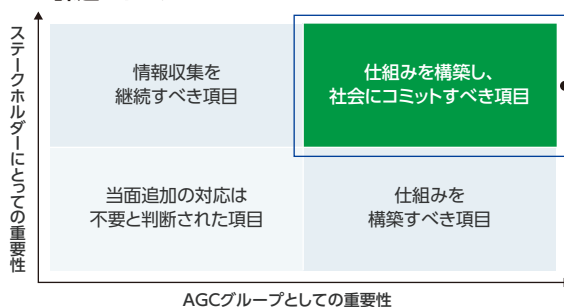 ステークホルダーにとっての重要性
情報収集を
継続すべき項目
仕組みを構築し、
社会にコミットすべき項目
当面追加の対応は
不要と判断された項目
仕組みを
構築すべき項目
AGCグループとしての重要性